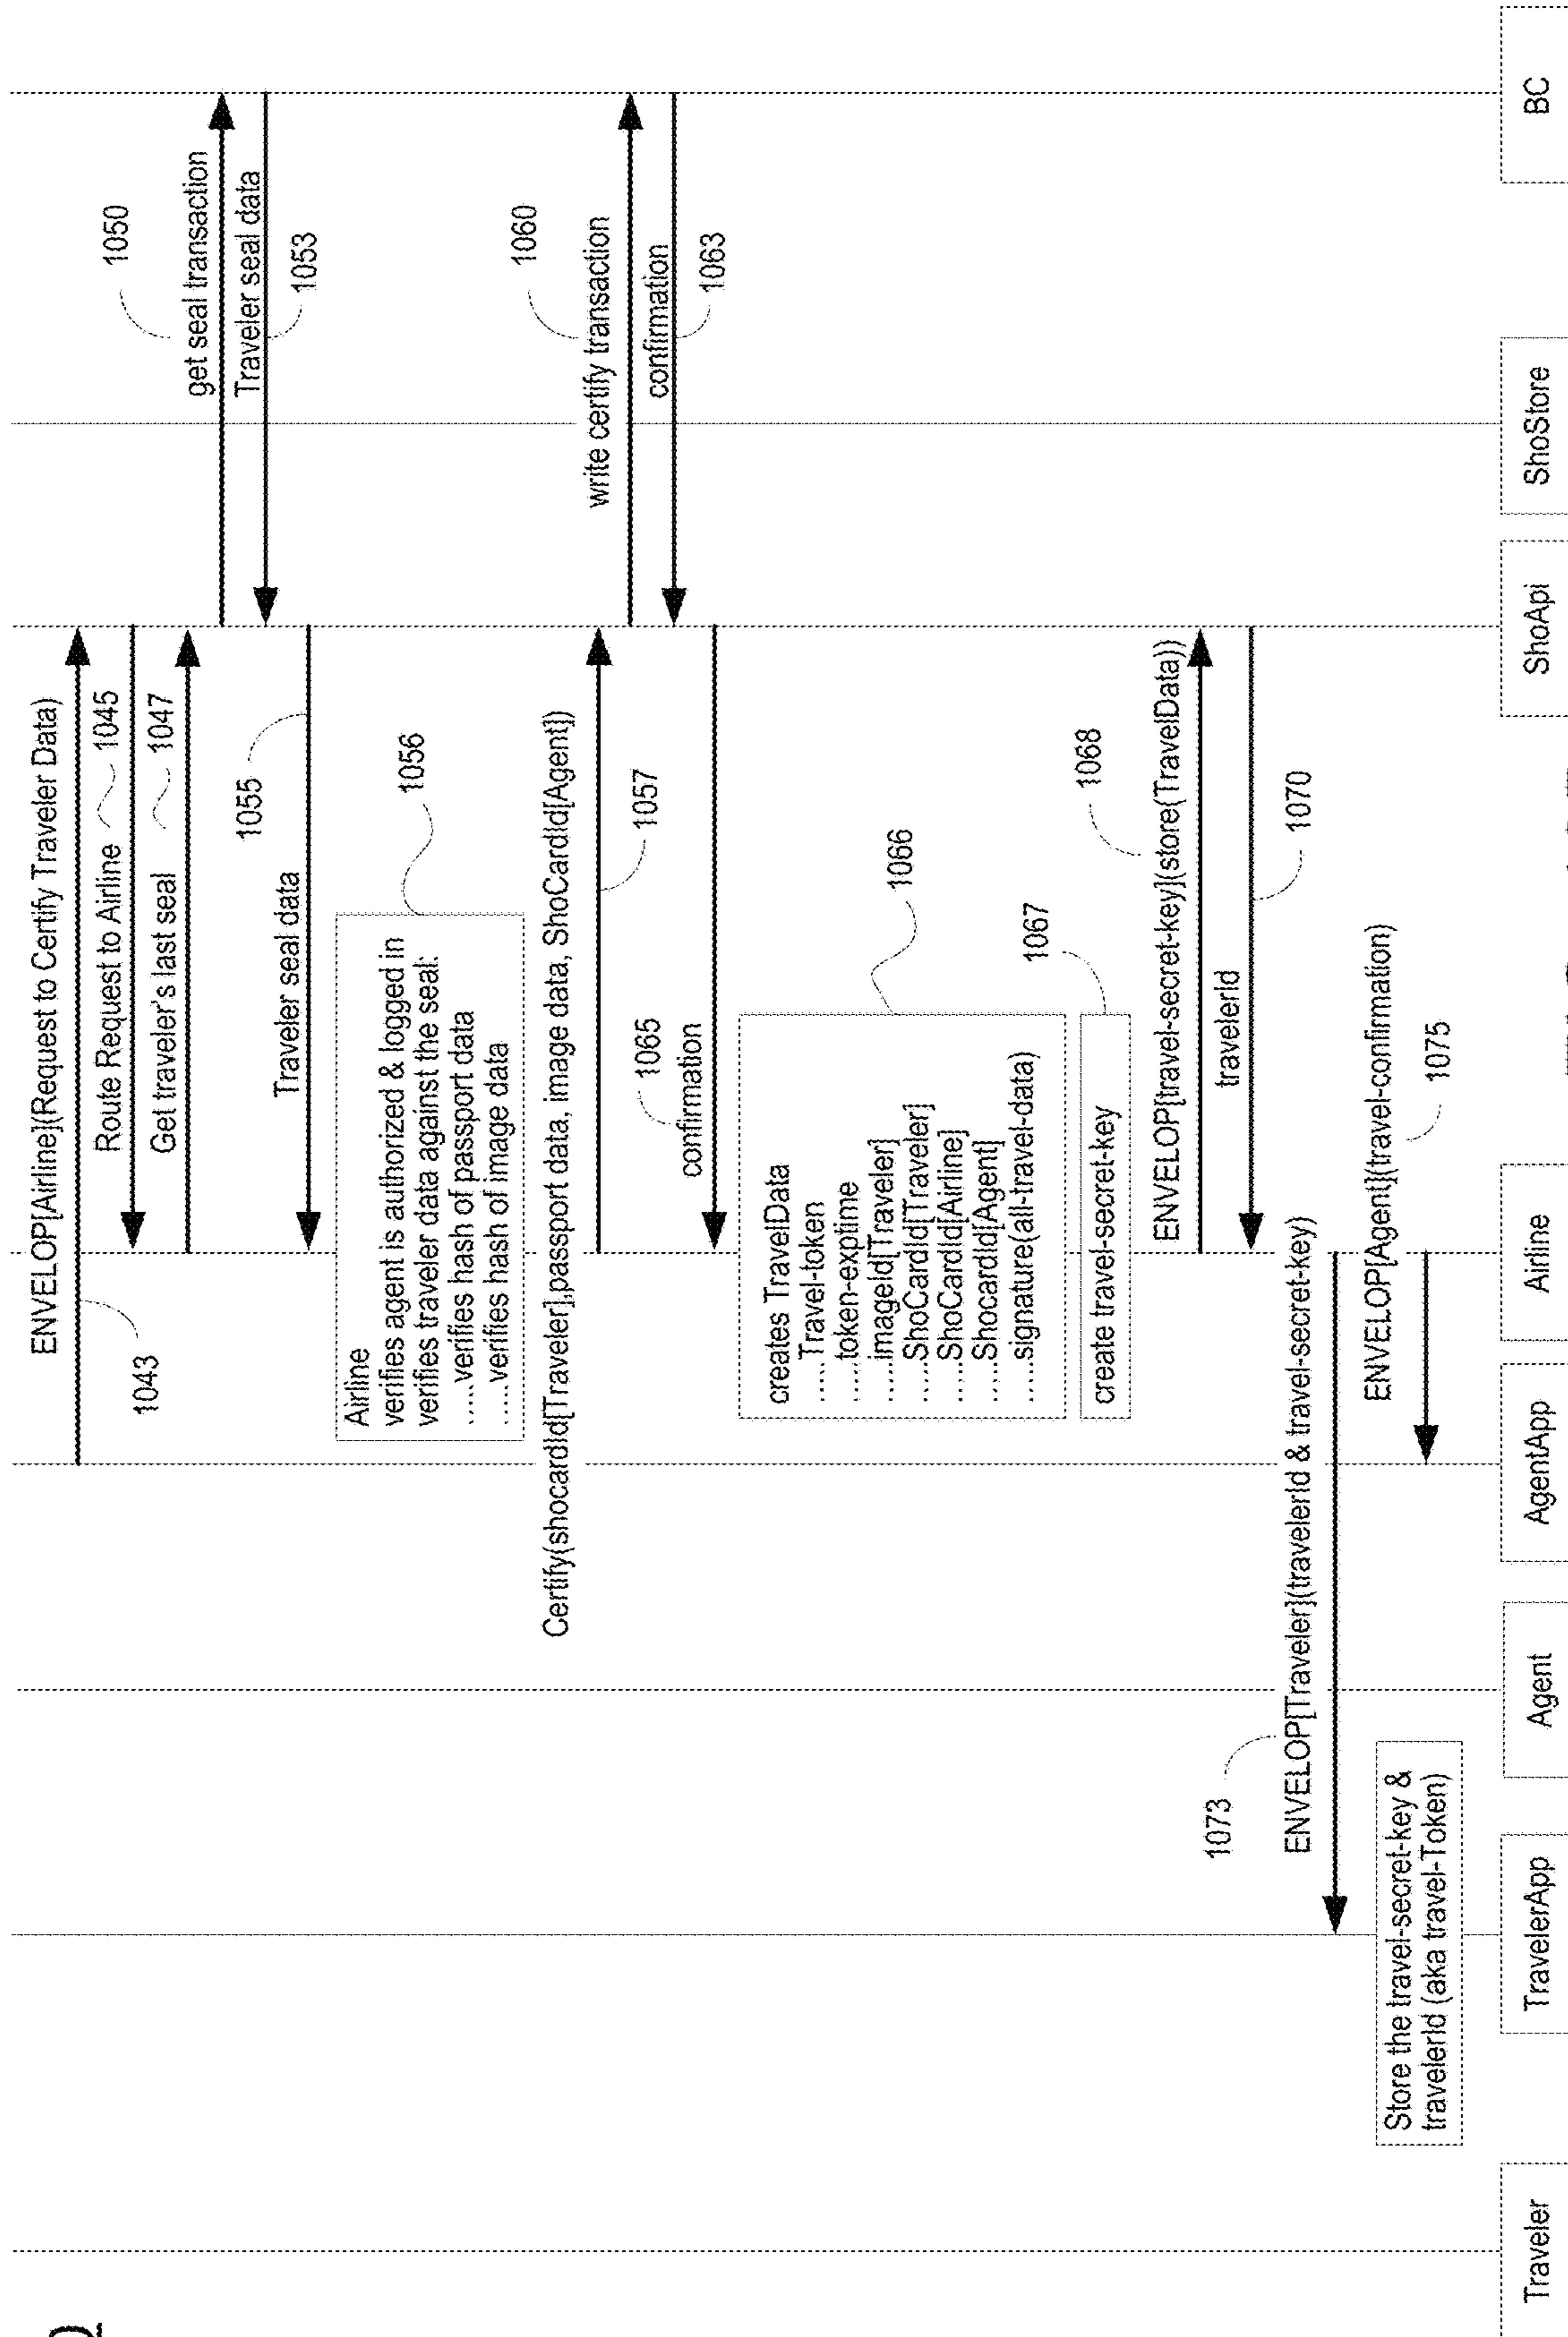 ENVELOP[Airline](Request to Certify Traveler Data)
1043
Route Request to Airline
1045
Get traveler's last seal
1047
1050
get seal transaction
Traveler seal data
1053
1055
Traveler seal data
1056
Airline
verifies agent is authorized & logged in
verifies traveler data against the seal:
.....verifies hash of passport data
.....verifies hash of image data
Certify(shocardId[Traveler],passport data, image data, ShoCardId[Agent])
1057
1060
write certify transaction
confirmation
1063
1065
confirmation
1066
creates TravelData
.....Travel-token
.....token-exptime
.....imageId[Traveler]
.....ShoCardId[Traveler]
.....ShoCardId[Airline]
.....ShocardId[Agent]
.....signature(all-travel-data)
1067
create travel-secret-key
1068
ENVELOP[travel-secret-key](store(TravelData))
travelerId
1070
1073
ENVELOP[Traveler](travelerId & travel-secret-key)
ENVELOP[Agent](travel-confirmation)
1075
Store the travel-secret-key &
travelerId (aka travel-Token)
Traveler
TravelerApp
Agent
AgentApp
Airline
ShoApi
ShoStore
BC